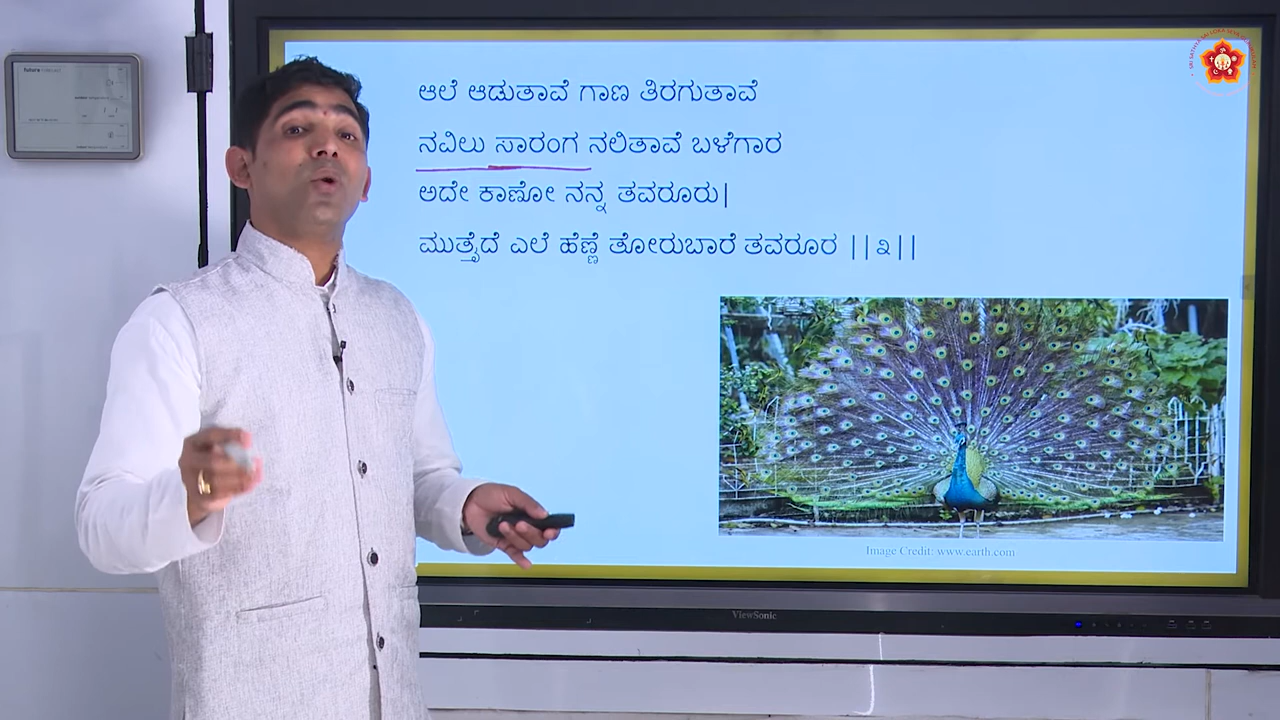 ಆಲೆ ಆಡುತಾವೆ ಗಾಣ ತಿರಗುತಾವೆ
ನವಿಲು ಸಾರಂಗ ನಲಿತಾವೆ ಬಳೆಗಾರ
ಅದೇ ಕಾಣೋ ನನ್ನ ತವರೂರು|
ಮುತ್ತೈದೆ ಎಲೆ ಹೆಣ್ಣೆ ತೋರುಬಾರೆ ತವರೂರ ||೩||
Image Credit: www.earth.com
ViewSonic